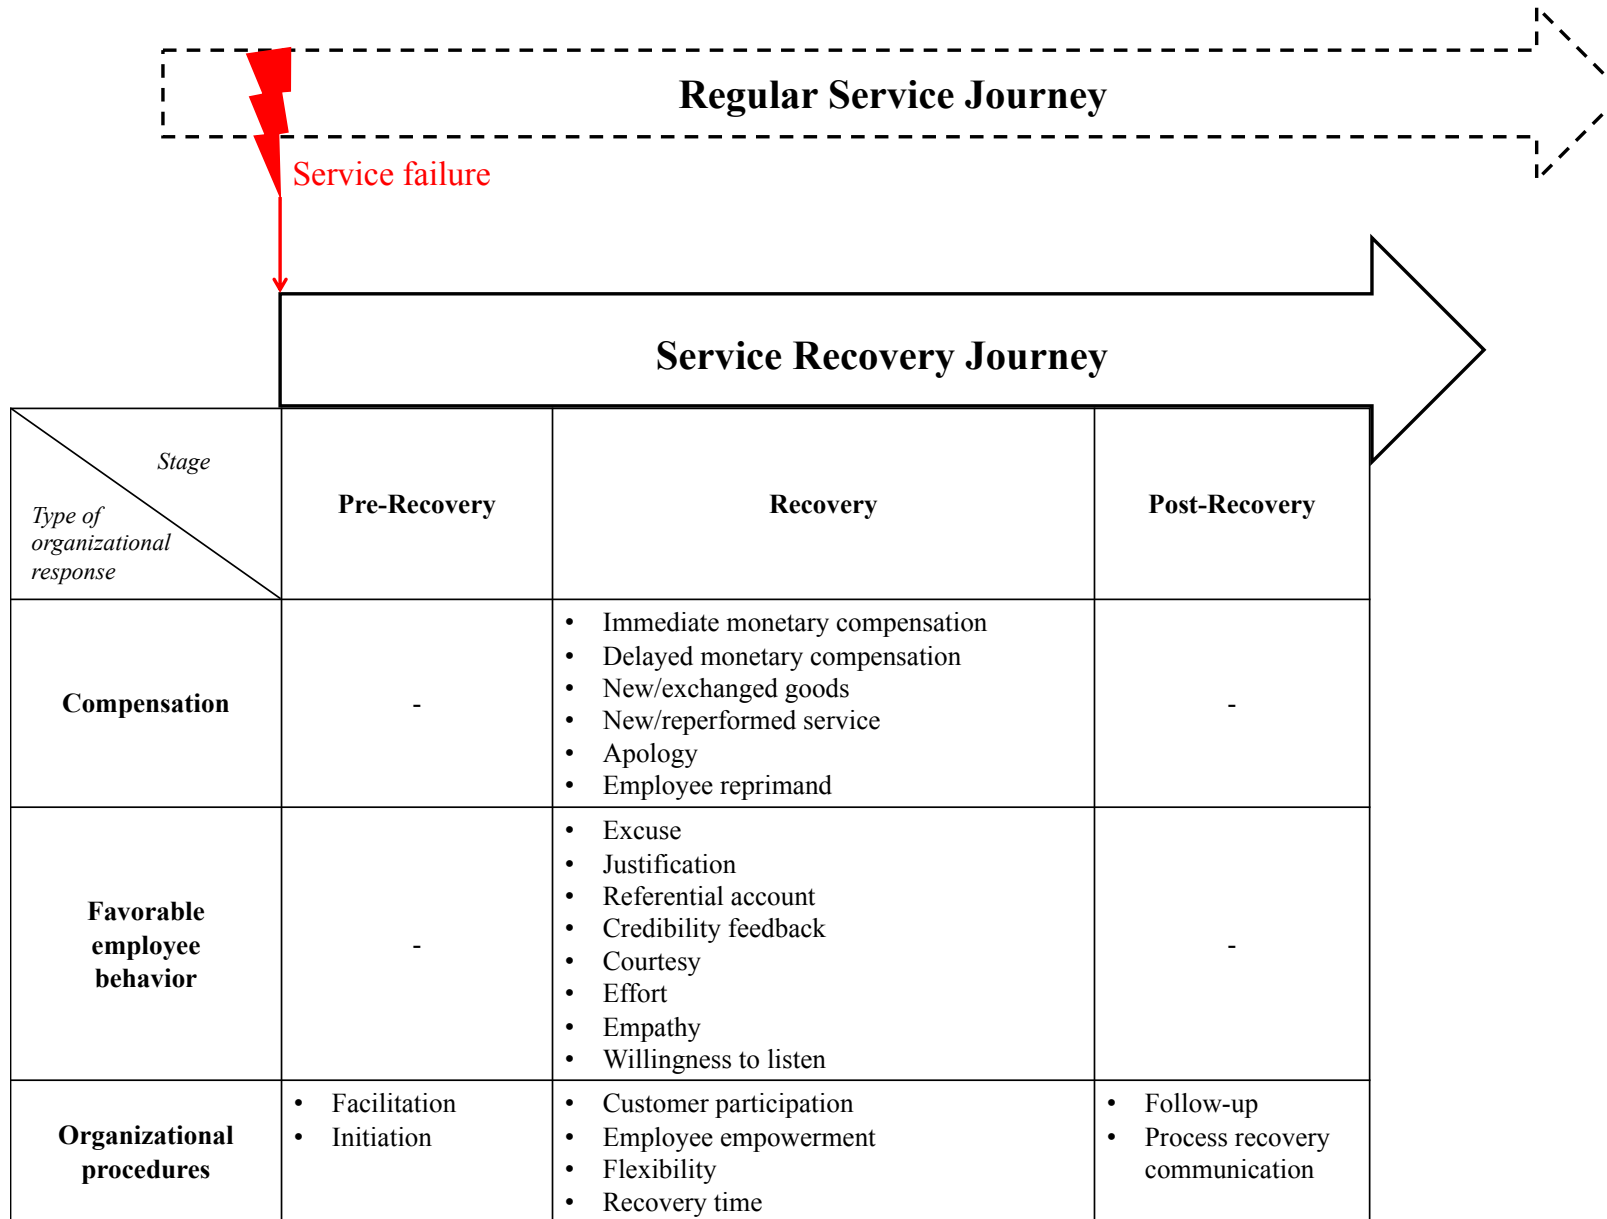 Regular Service Journey
Service failure
Service Recovery Journey
Stage
Type of
organizational
response
Pre-Recovery
Recovery
Post-Recovery
Compensation
-
• Immediate monetary compensation
• Delayed monetary compensation
• New/exchanged goods
• New/reperformed service
• Apology
• Employee reprimand
-
Favorable
employee
behavior
-
• Excuse
• Justification
• Referential account
• Credibility feedback
• Courtesy
• Effort
• Empathy
• Willingness to listen
-
Organizational
procedures
• Facilitation
• Initiation
• Customer participation
• Employee empowerment
• Flexibility
• Recovery time
• Follow-up
• Process recovery
communication